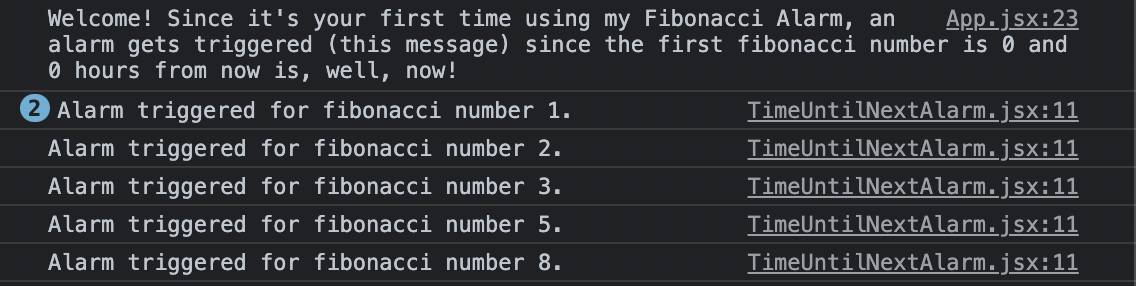 Welcome! Since it's your first time using my Fibonacci Alarm, an App.jsx:23
alarm gets triggered (this message) since the first fibonacci number is 0 and
0 hours from now is, well, now!
2 Alarm triggered for fibonacci number 1. TimeUntilNextAlarm.jsx:11
Alarm triggered for fibonacci number 2. TimeUntilNextAlarm.jsx:11
Alarm triggered for fibonacci number 3. TimeUntilNextAlarm.jsx:11
Alarm triggered for fibonacci number 5. TimeUntilNextAlarm.jsx:11
Alarm triggered for fibonacci number 8. TimeUntilNextAlarm.jsx:11